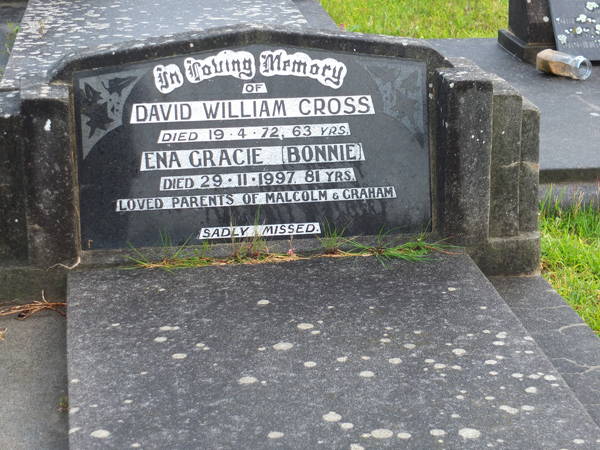 In Loving Memory
OF
DAVID WILLIAM CROSS
DIED 19-4-72, 63 YRS.
ENA GRACIE (BONNIE)
DIED 29-11-1997, 81 YRS.
LOVED PARENTS OF MALCOLM & GRAHAM
SADLY MISSED.